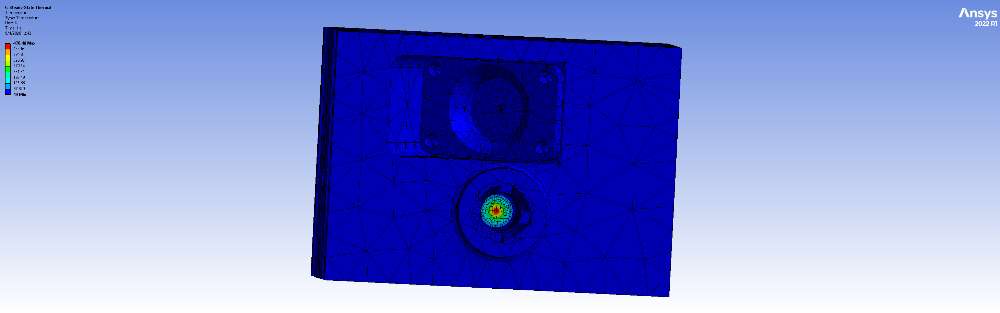 C: Steady-State Thermal
Temperature
Type: Temperature
Unit: K
Time: 1 s
6/4/2026 12:42
470.46 Max
422.63
374.8
326.97
279.14
231.31
183.49
135.66
87.829
40 Min
Ansys
2022 R1